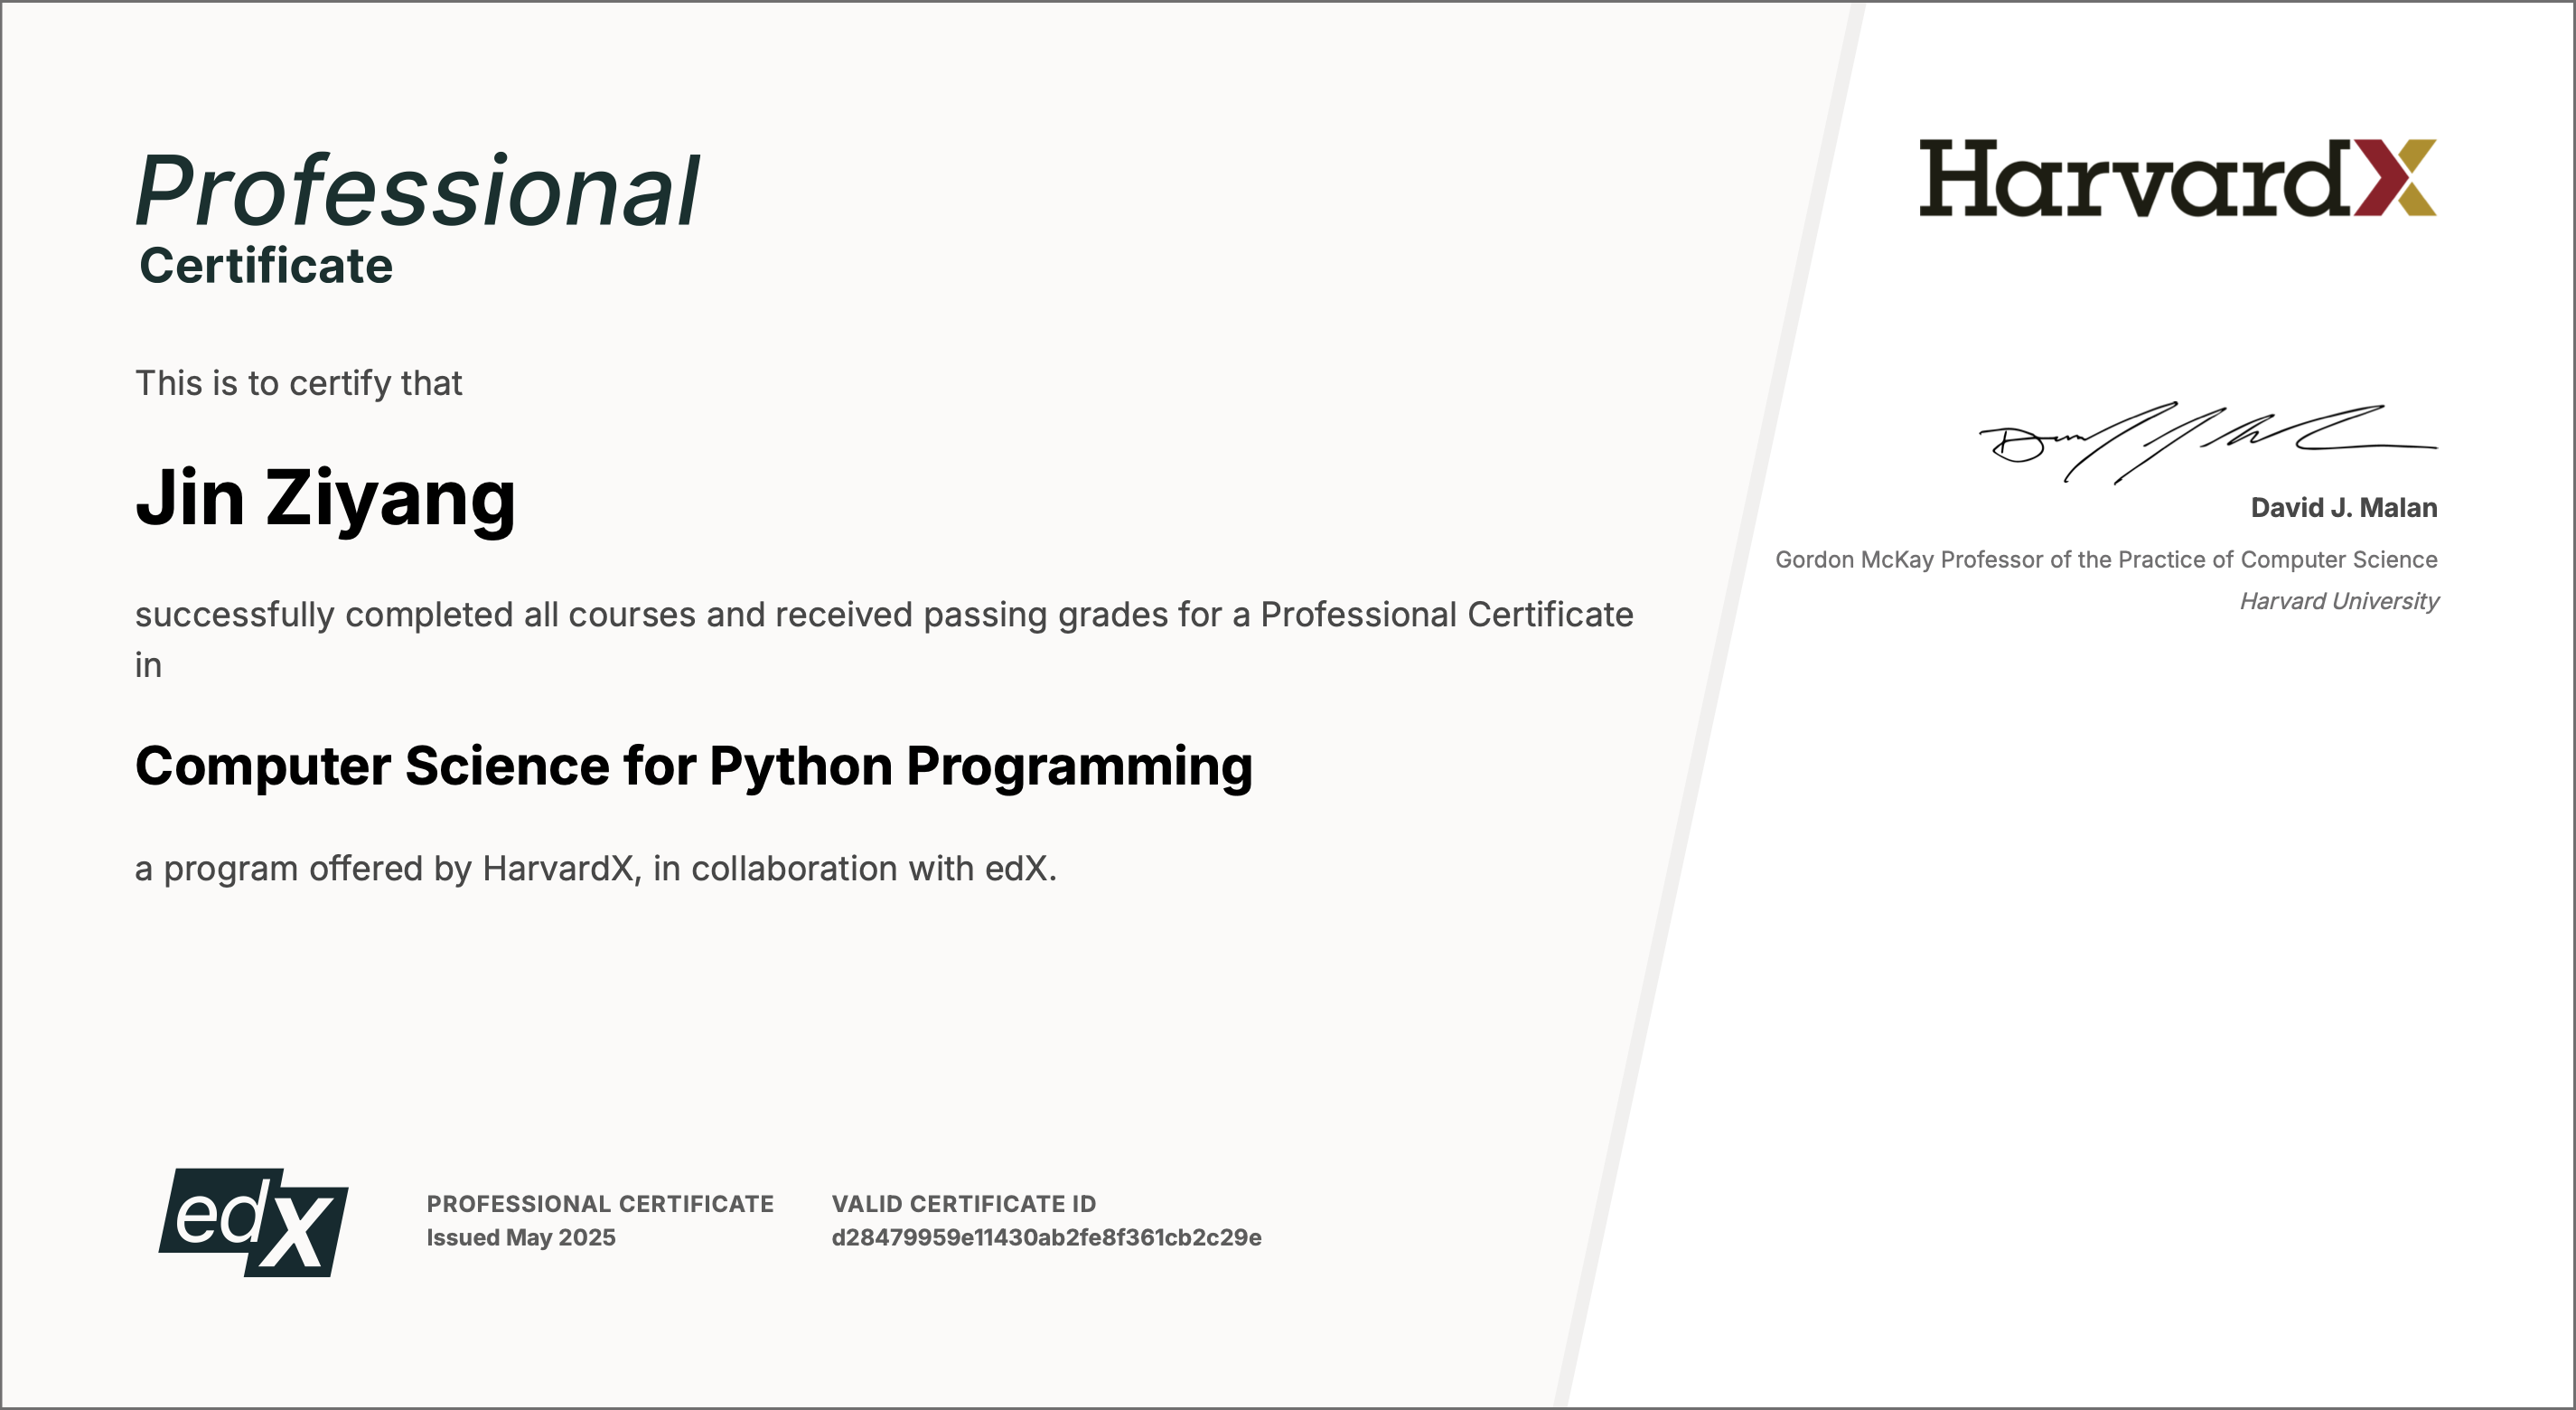 Professional
Certificate
This is to certify that
Jin Ziyang
successfully completed all courses and received passing grades for a Professional Certificate
in
Computer Science for Python Programming
a program offered by HarvardX, in collaboration with edX.
edX
PROFESSIONAL CERTIFICATE
Issued May 2025
VALID CERTIFICATE ID
d28479959e11430ab2fe8f361cb2c29e
HarvardX
David J. Malan
Gordon McKay Professor of the Practice of Computer Science
Harvard University